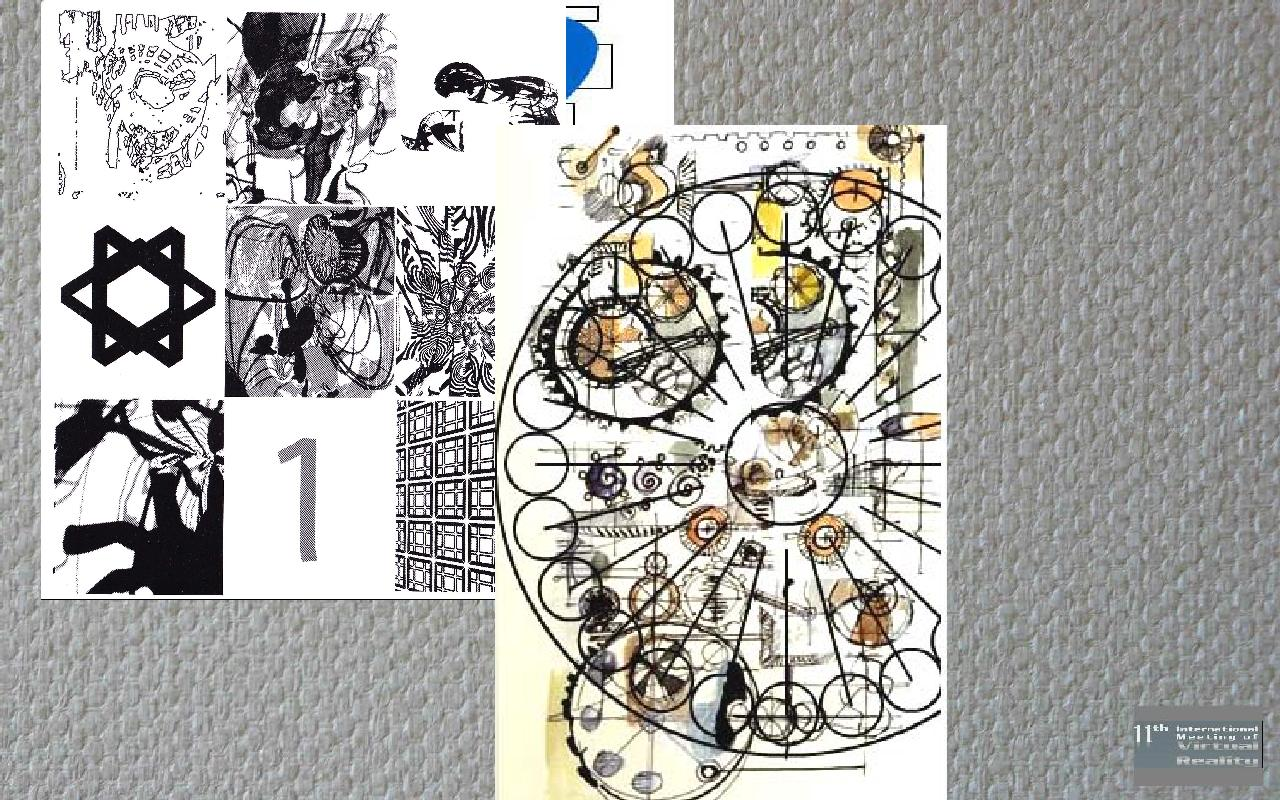 1
11th International
Meeting of
Virtual
Reality